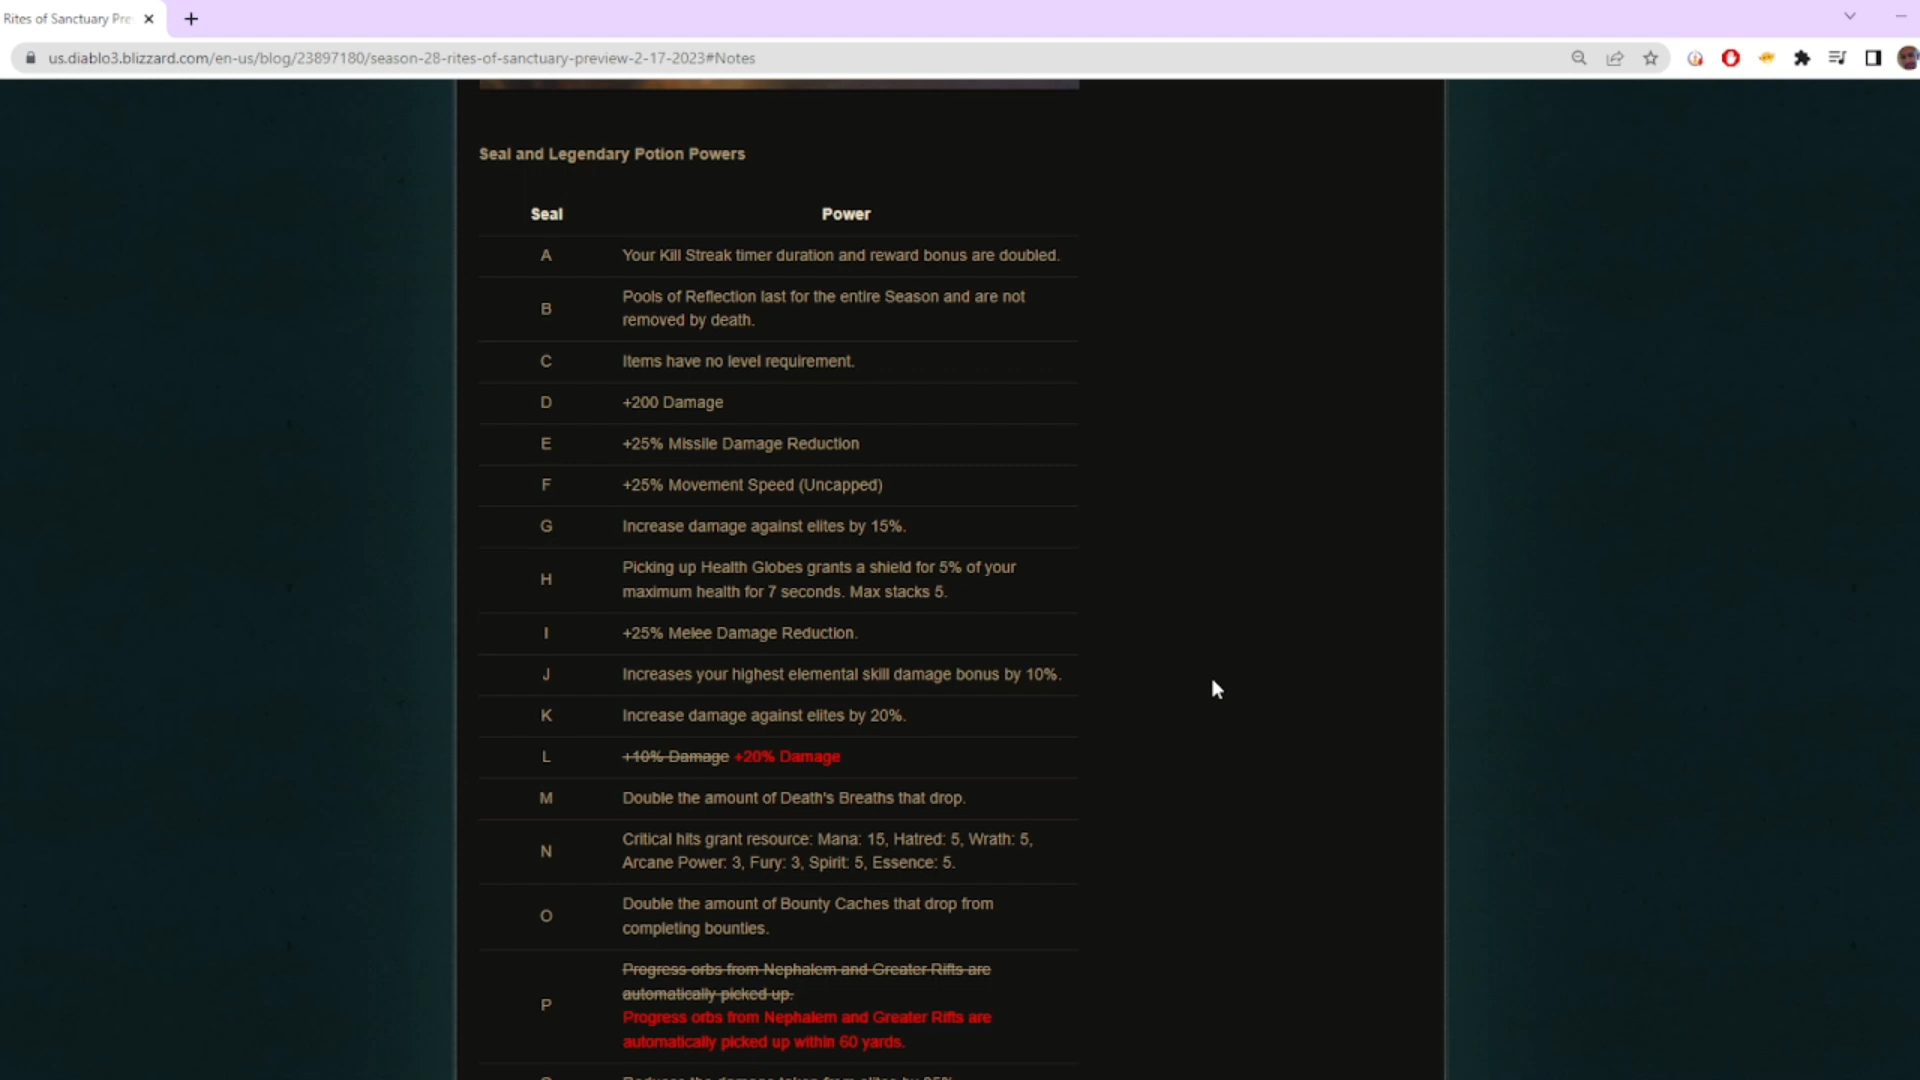 Rites of Sanctuary Pre
us.diablo3.blizzard.com/en-us/blog/23897180/season-28-rites-of-sanctuary-preview-2-17-2023#Notes
Seal and Legendary Potion Powers
Seal Power
A Your Kill Streak timer duration and reward bonus are doubled.
B Pools of Reflection last for the entire Season and are not
removed by death.
C Items have no level requirement.
D +200 Damage
E +25% Missile Damage Reduction
F +25% Movement Speed (Uncapped)
G Increase damage against elites by 15%.
H Picking up Health Globes grants a shield for 5% of your
maximum health for 7 seconds. Max stacks 5.
I +25% Melee Damage Reduction.
J Increases your highest elemental skill damage bonus by 10%.
K Increase damage against elites by 20%.
L +10% Damage +20% Damage
M Double the amount of Death's Breaths that drop.
N Critical hits grant resource: Mana: 15, Hatred: 5, Wrath: 5,
Arcane Power: 3, Fury: 3, Spirit: 5, Essence: 5.
O Double the amount of Bounty Caches that drop from
completing bounties.
P Progress orbs from Nephalem and Greater Rifts are
automatically picked up.
Progress orbs from Nephalem and Greater Rifts are
automatically picked up within 60 yards.